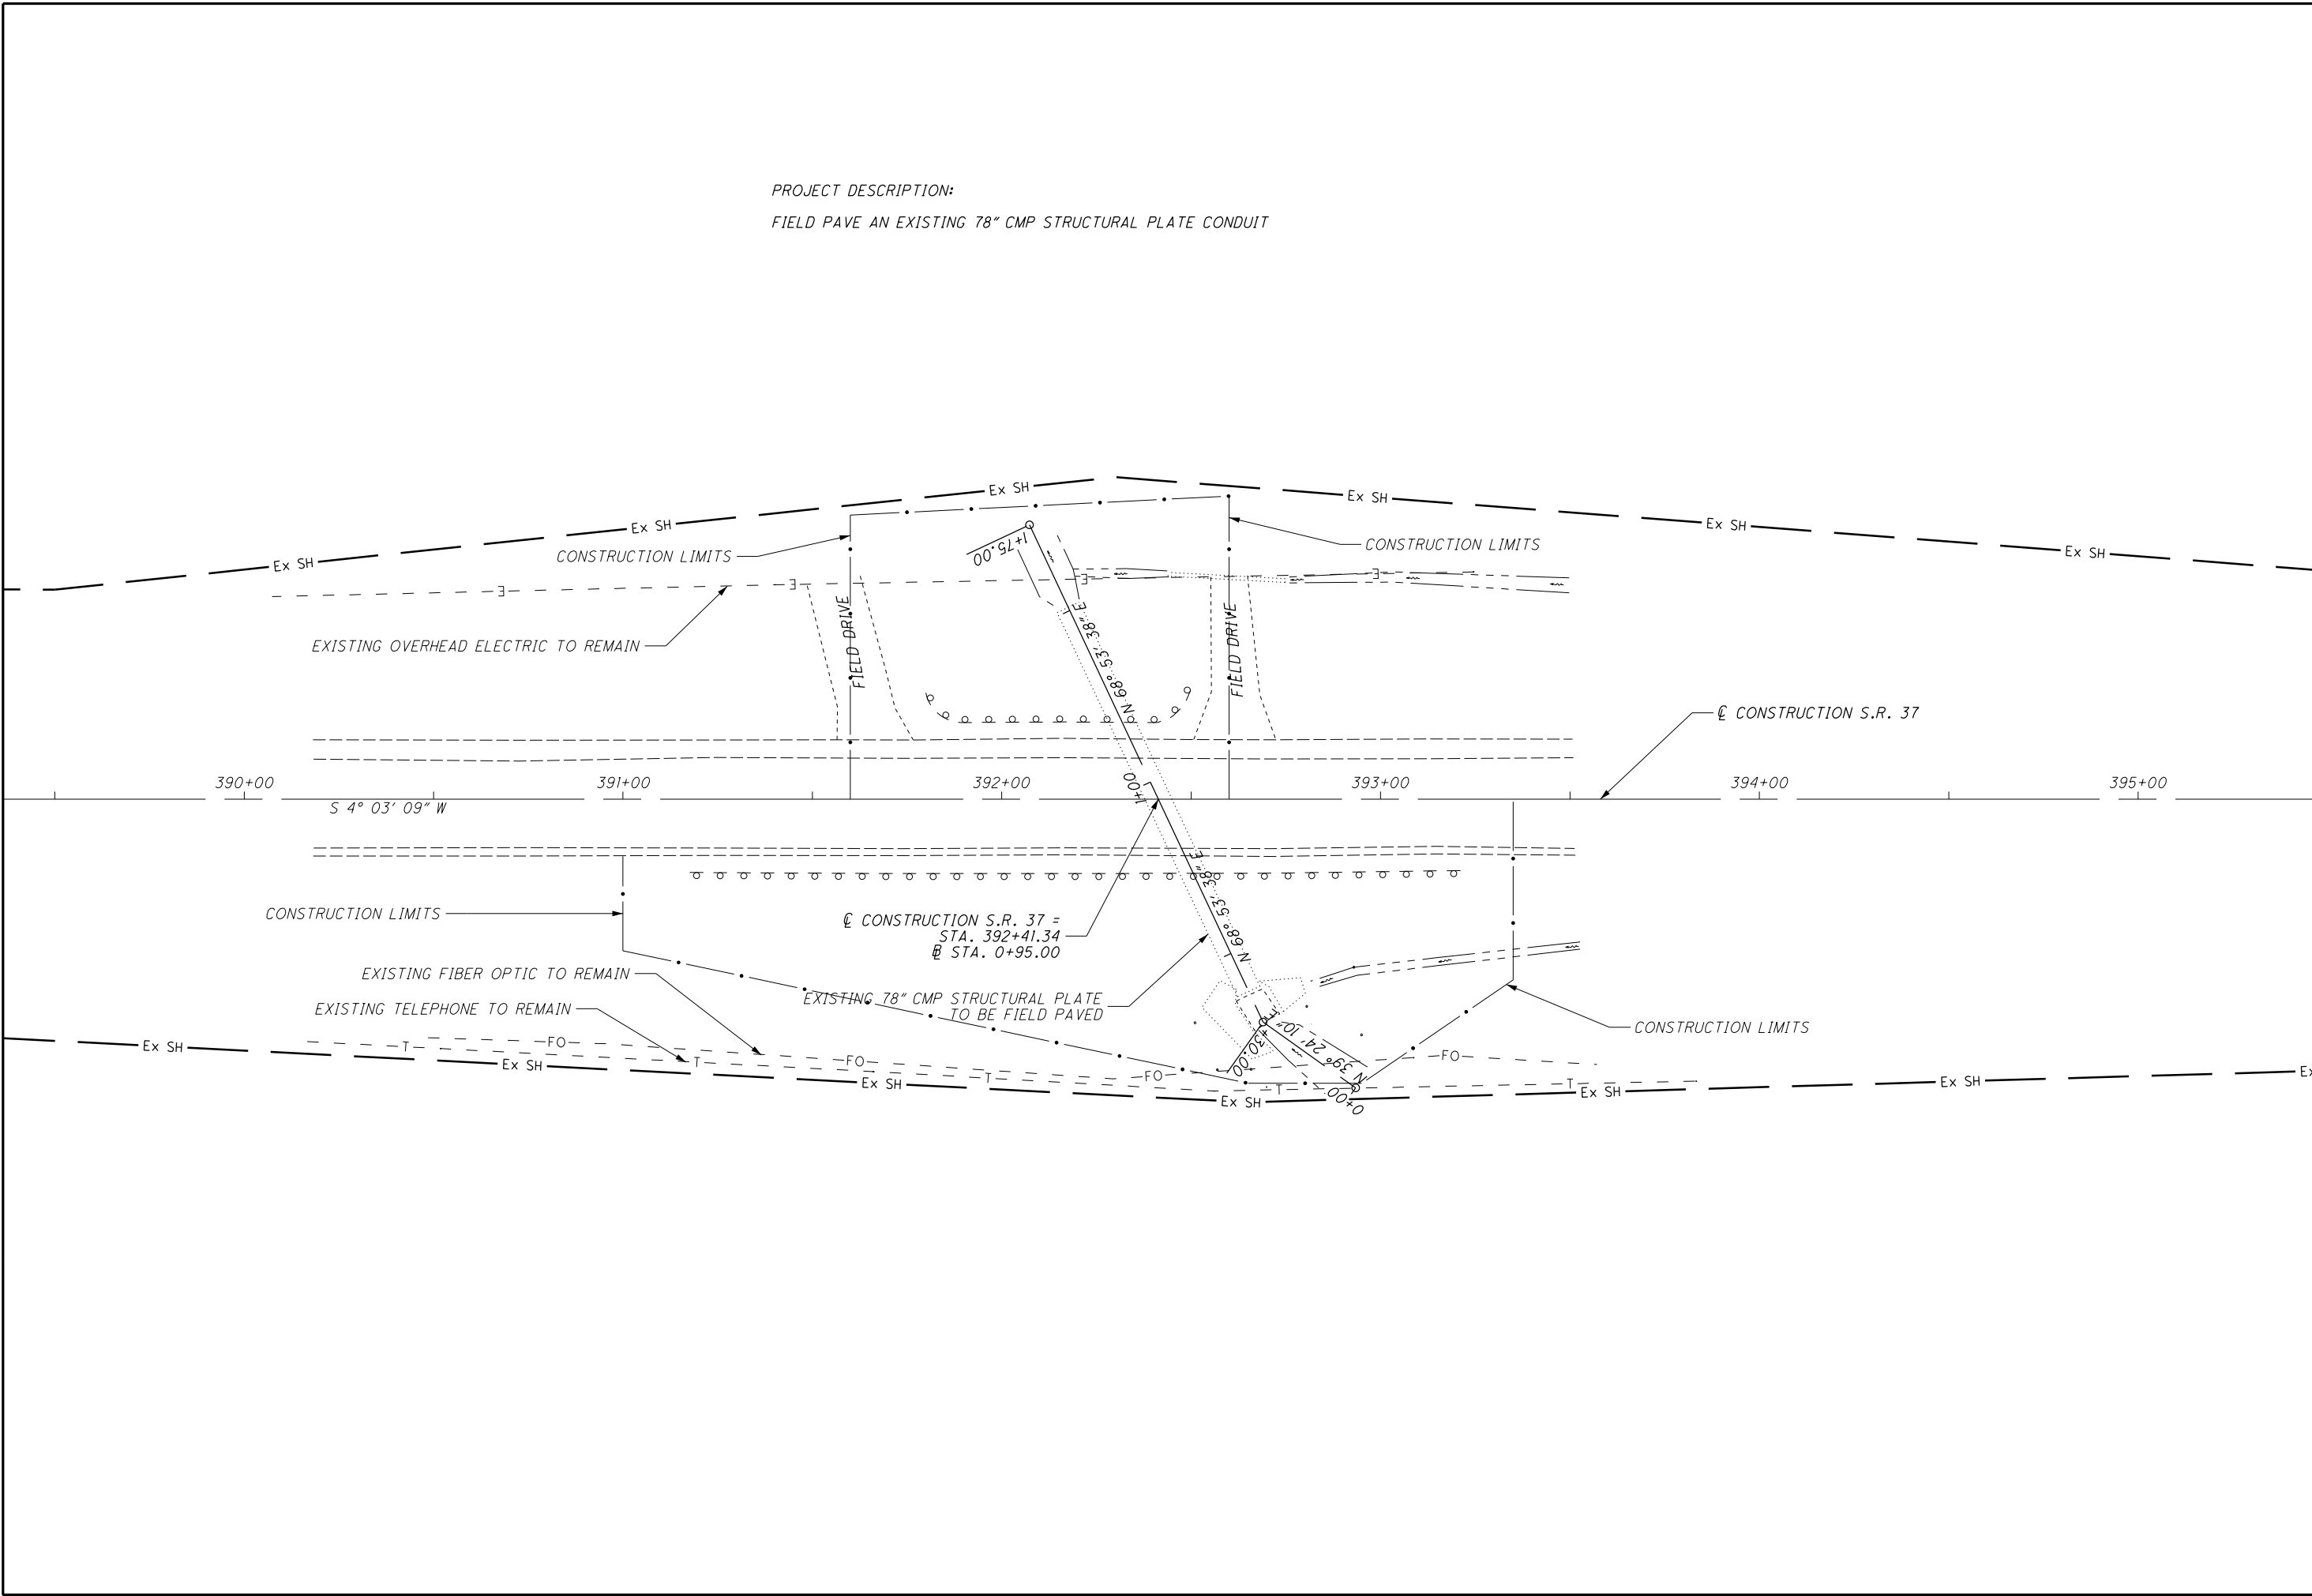 PROJECT DESCRIPTION:
FIELD PAVE AN EXISTING 78" CMP STRUCTURAL PLATE CONDUIT
Ex SH
Ex SH
Ex SH
Ex SH
Ex SH
Ex SH
CONSTRUCTION LIMITS
1+75.00
CONSTRUCTION LIMITS
E
E
E
E
EXISTING OVERHEAD ELECTRIC TO REMAIN
FIELD DRIVE
N 68° 53' 38" E
FIELD DRIVE
℄ CONSTRUCTION S.R. 37
390+00
391+00
392+00
1+00
393+00
394+00
395+00
S 4° 03' 09" W
N 68° 53' 38" E
CONSTRUCTION LIMITS
℄ CONSTRUCTION S.R. 37 =
STA. 392+41.34
BL STA. 0+95.00
EXISTING FIBER OPTIC TO REMAIN
EXISTING 78" CMP STRUCTURAL PLATE
TO BE FIELD PAVED
EXISTING TELEPHONE TO REMAIN
CONSTRUCTION LIMITS
N 39° 24' 10" E
+30.00
0+00.
FO
FO
FO
FO
T
T
T
T
T
Ex SH
Ex SH
Ex SH
Ex SH
Ex SH
Ex SH
Ex